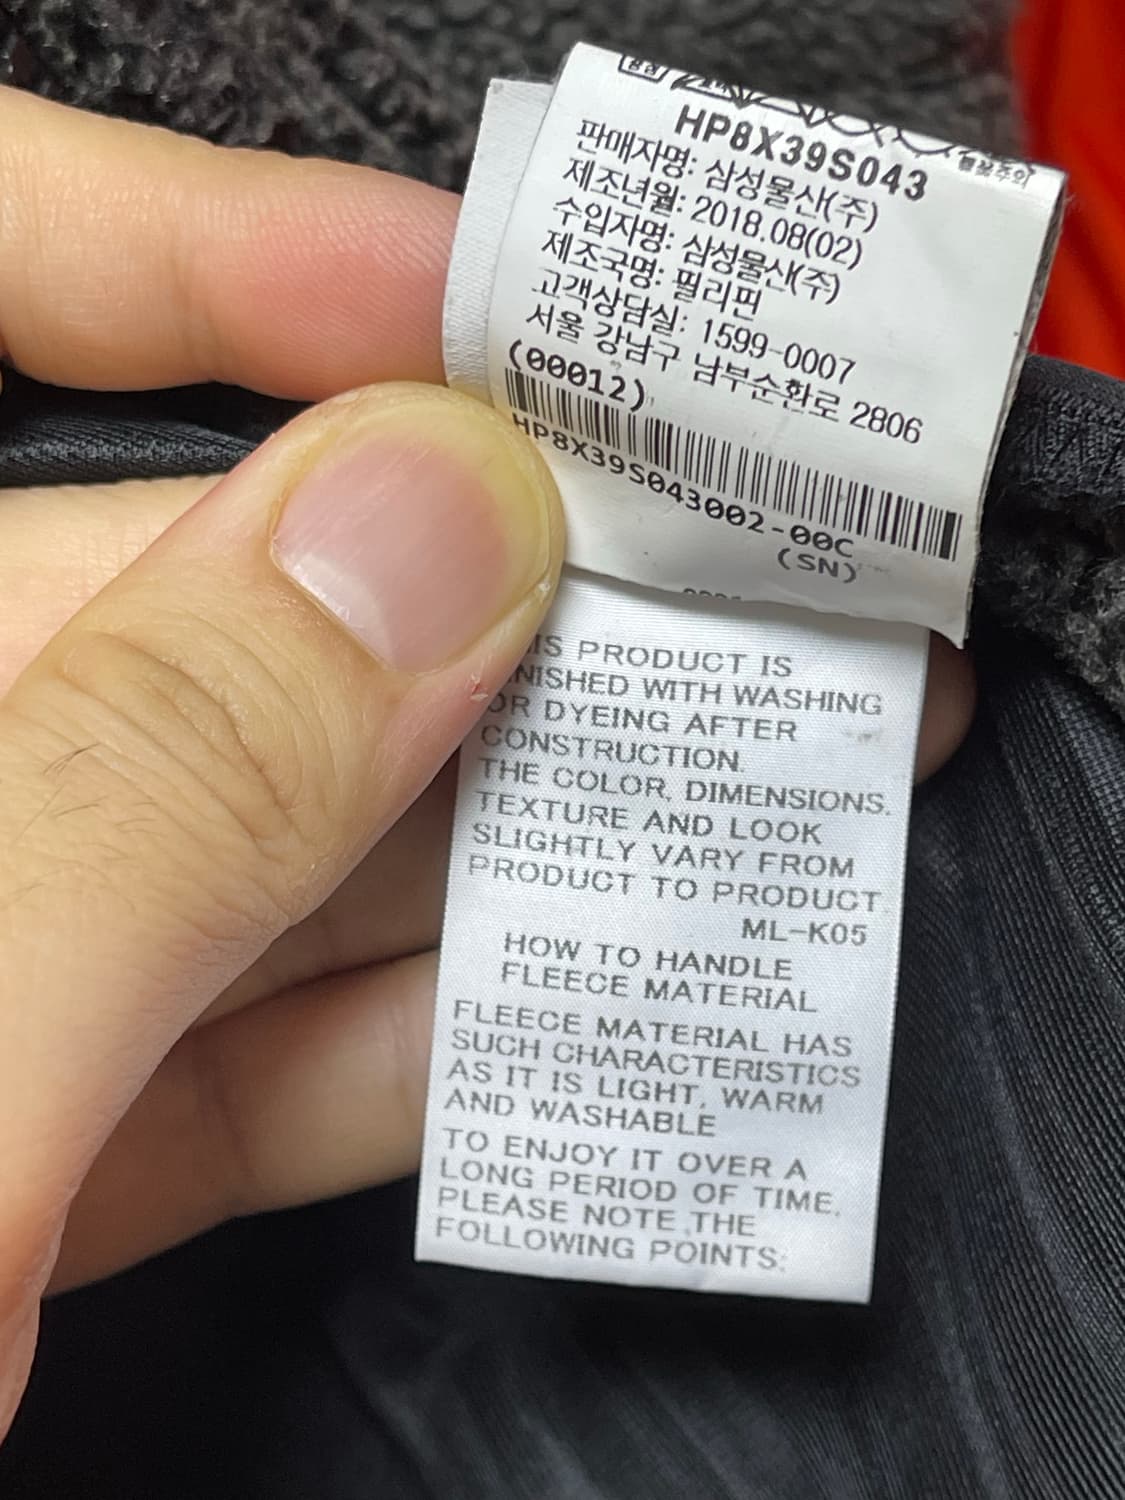 HP8X39S043
판매자명: 삼성물산(주)
제조년월: 2018.08(02)
수입자명: 삼성물산(주)
제조국명: 필리핀
고객상담실: 1599-0007
서울 강남구 남부순환로 2806
(00012)
HP8X39S043002-00C
(SN)
IS PRODUCT IS
NISHED WITH WASHING
OR DYEING AFTER
CONSTRUCTION.
THE COLOR, DIMENSIONS.
TEXTURE AND LOOK
SLIGHTLY VARY FROM
PRODUCT TO PRODUCT.
ML-K05
HOW TO HANDLE
FLEECE MATERIAL
FLEECE MATERIAL HAS
SUCH CHARACTERISTICS
AS IT IS LIGHT, WARM
AND WASHABLE
TO ENJOY IT OVER A
LONG PERIOD OF TIME.
PLEASE NOTE THE
FOLLOWING POINTS: